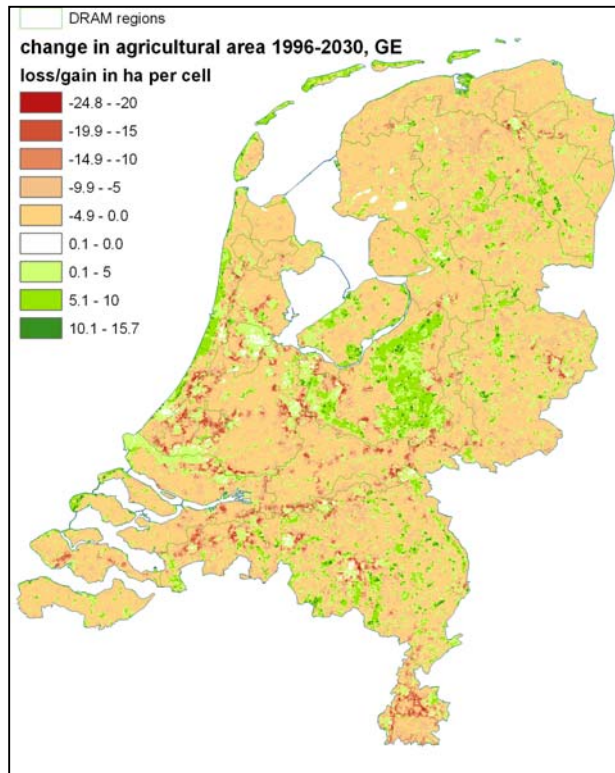 DRAM regions
change in agricultural area 1996-2030, GE
loss/gain in ha per cell
-24.8 - -20
-19.9 - -15
-14.9 - -10
-9.9 - -5
-4.9 - 0.0
0.1 - 0.0
0.1 - 5
5.1 - 10
10.1 - 15.7